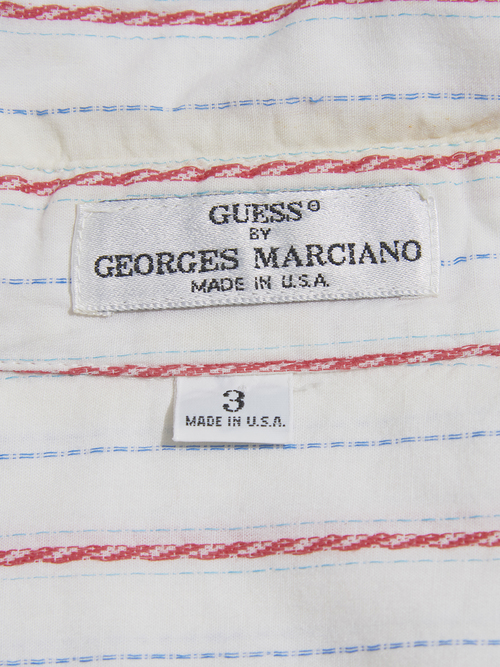 GUESS®
BY
GEORGES MARCIANO
MADE IN U.S.A.
3
MADE IN U.S.A.